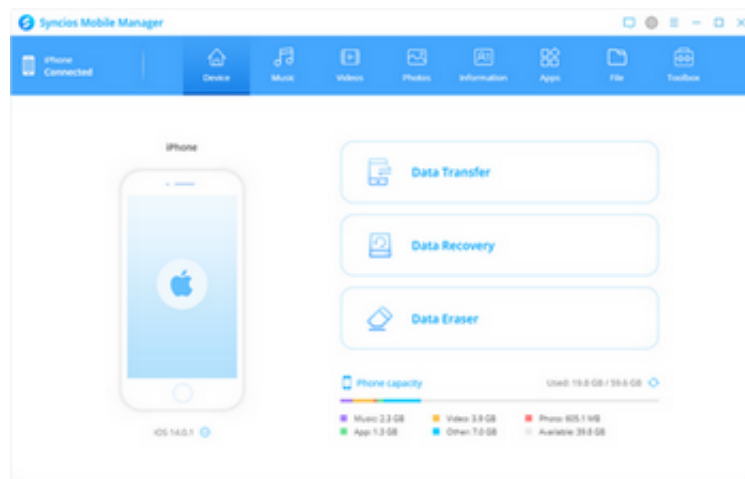 Syncios Mobile Manager
iPhone
Connected
Device
Music
Videos
Photos
Information
Apps
File
Toolbox
iPhone
Data Transfer
Data Recovery
Data Eraser
Phone capacity
Used: 19.8 GB / 59.6 GB
Music: 2.3 GB
Video: 3.9 GB
Photo: 605.1 MB
App: 1.3 GB
Other: 7.0 GB
Available: 39.8 GB
iOS 14.0.1